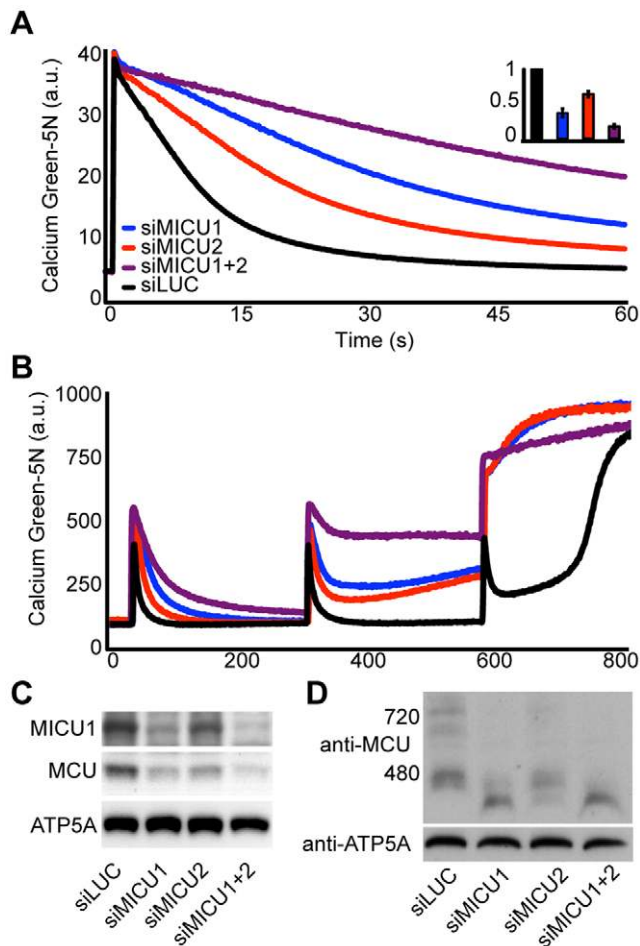 A
Calcium Green-5N (a.u.)
40
30
20
10
0
siMICU1
siMICU2
siMICU1+2
siLUC
1
0.5
0
0
15
30
45
60
Time (s)
B
Calcium Green-5N (a.u.)
1000
750
500
250
0
0
200
400
600
800
C
MICU1
MCU
ATP5A
siLUC
siMICU1
siMICU2
siMICU1+2
D
720
anti-MCU
480
anti-ATP5A
siLUC
siMICU1
siMICU2
siMICU1+2